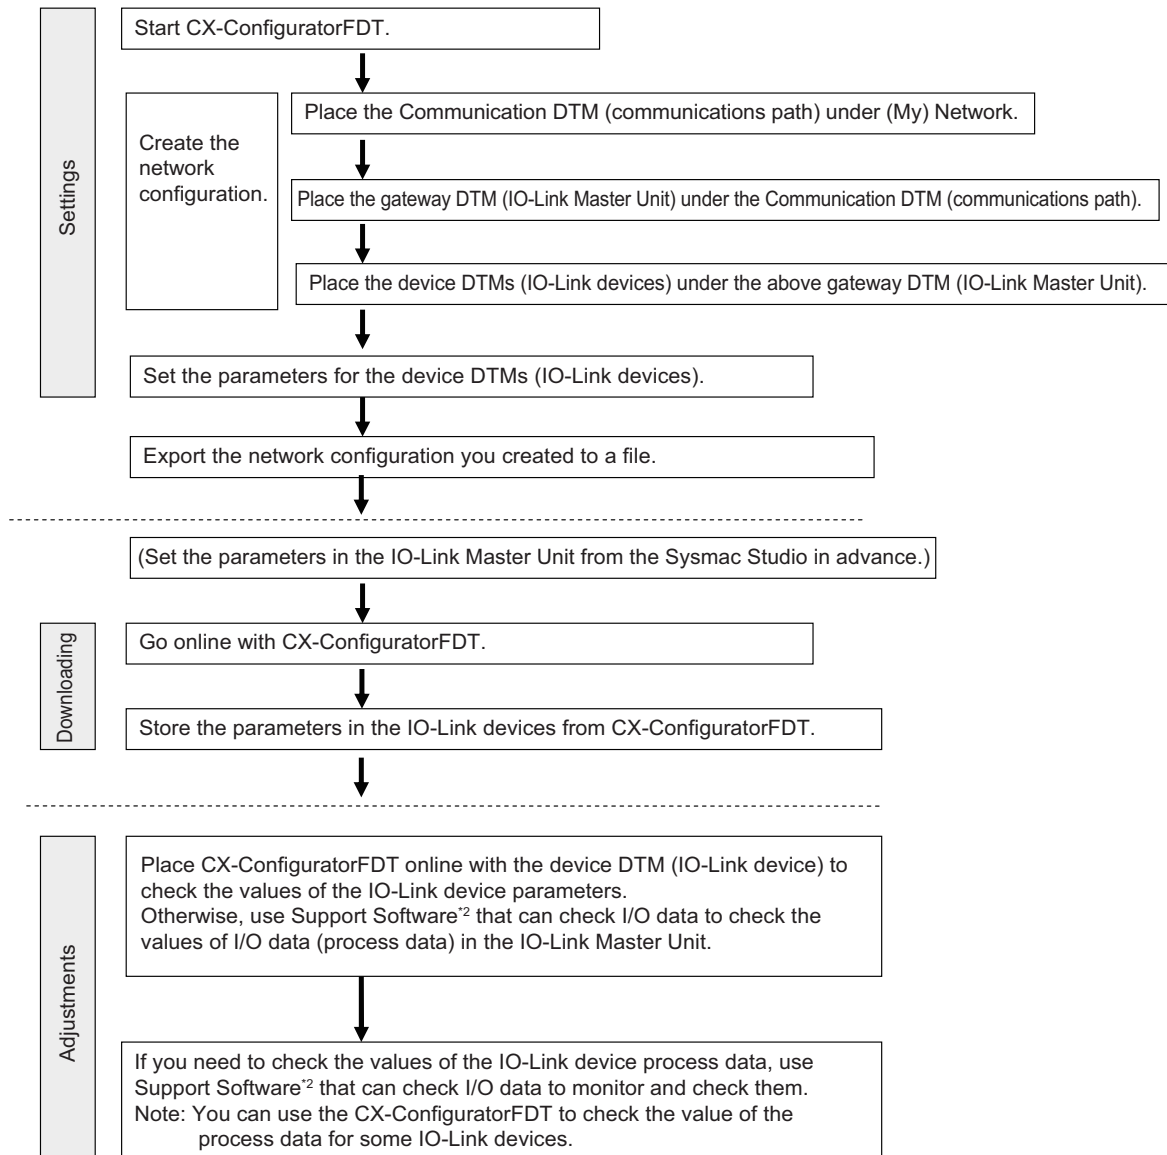 Settings
Start CX-ConfiguratorFDT.
Create the
network
configuration.
Place the Communication DTM (communications path) under (My) Network.
Place the gateway DTM (IO-Link Master Unit) under the Communication DTM (communications path).
Place the device DTMs (IO-Link devices) under the above gateway DTM (IO-Link Master Unit).
Set the parameters for the device DTMs (IO-Link devices).
Export the network configuration you created to a file.
(Set the parameters in the IO-Link Master Unit from the Sysmac Studio in advance.)
Downloading
Go online with CX-ConfiguratorFDT.
Store the parameters in the IO-Link devices from CX-ConfiguratorFDT.
Adjustments
Place CX-ConfiguratorFDT online with the device DTM (IO-Link device) to
check the values of the IO-Link device parameters.
Otherwise, use Support Software*2 that can check I/O data to check the
values of I/O data (process data) in the IO-Link Master Unit.
If you need to check the values of the IO-Link device process data, use
Support Software*2 that can check I/O data to monitor and check them.
Note: You can use the CX-ConfiguratorFDT to check the value of the
process data for some IO-Link devices.